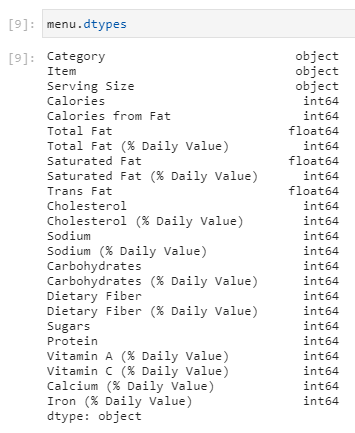 [9]: menu.dtypes
[9]: Category object
Item object
Serving Size object
Calories int64
Calories from Fat int64
Total Fat float64
Total Fat (% Daily Value) int64
Saturated Fat float64
Saturated Fat (% Daily Value) int64
Trans Fat float64
Cholesterol int64
Cholesterol (% Daily Value) int64
Sodium int64
Sodium (% Daily Value) int64
Carbohydrates int64
Carbohydrates (% Daily Value) int64
Dietary Fiber int64
Dietary Fiber (% Daily Value) int64
Sugars int64
Protein int64
Vitamin A (% Daily Value) int64
Vitamin C (% Daily Value) int64
Calcium (% Daily Value) int64
Iron (% Daily Value) int64
dtype: object